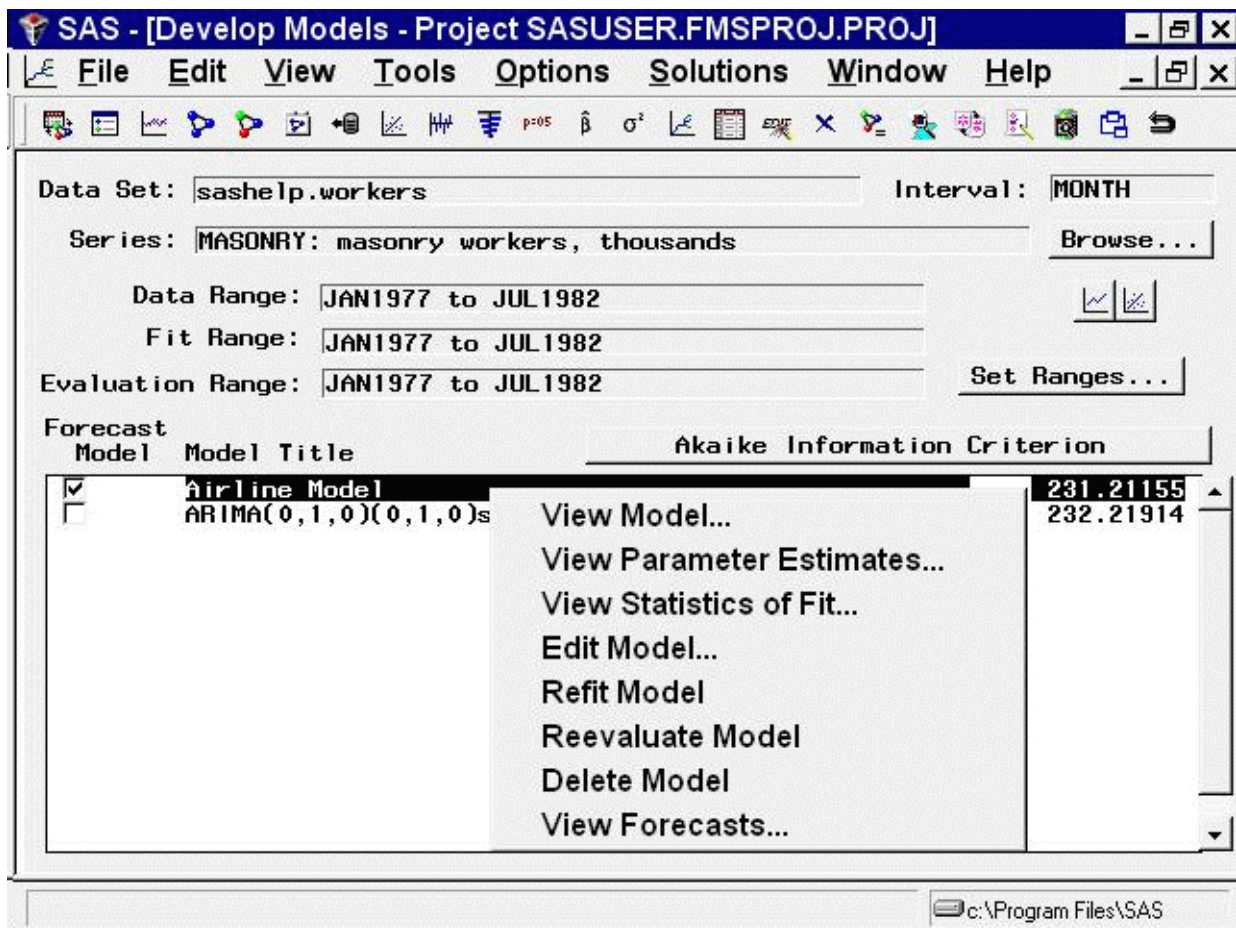 SAS - [Develop Models - Project SASUSER.FMSPROJ.PROJ]
File Edit View Tools Options Solutions Window Help
p=05 β̂ σ²
Data Set: sashelp.workers Interval: MONTH
Series: MASONRY: masonry workers, thousands Browse...
Data Range: JAN1977 to JUL1982
Fit Range: JAN1977 to JUL1982
Evaluation Range: JAN1977 to JUL1982 Set Ranges...
Forecast
Model Model Title Akaike Information Criterion
Airline Model 231.21155
ARIMA(0,1,0)(0,1,0)s 232.21914
View Model...
View Parameter Estimates...
View Statistics of Fit...
Edit Model...
Refit Model
Reevaluate Model
Delete Model
View Forecasts...
c:\Program Files\SAS